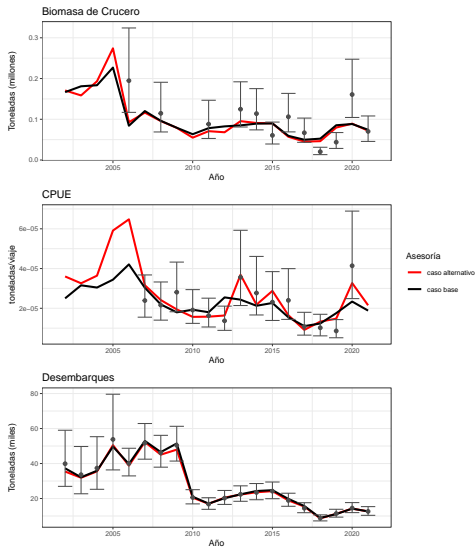 Biomasa de Crucero
Toneladas (millones)
0.3
0.2
0.1
0.0
2005
2010
2015
2020
Año
CPUE
toneladas/viaje
6e-05
4e-05
2e-05
2005
2010
2015
2020
Año
Asesoría
caso alternativo
caso base
Desembarques
Toneladas (miles)
80
60
40
20
2005
2010
2015
2020
Año